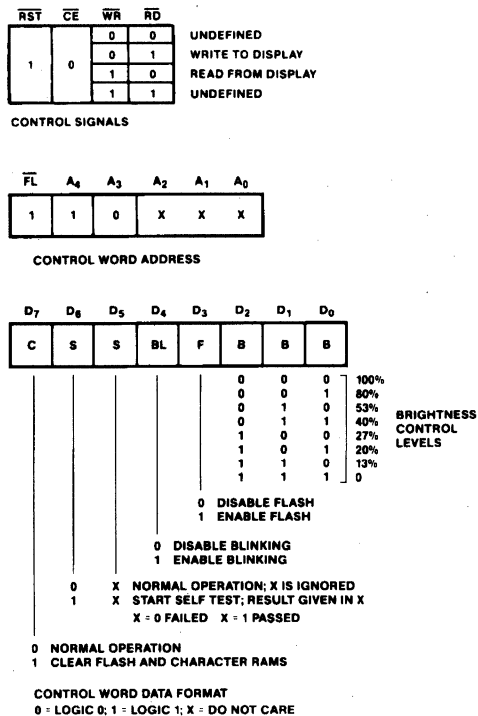 RST CE WR RD
1 0 0 0 UNDEFINED
0 1 WRITE TO DISPLAY
1 0 READ FROM DISPLAY
1 1 UNDEFINED
CONTROL SIGNALS
FL A4 A3 A2 A1 A0
1 1 0 X X X
CONTROL WORD ADDRESS
D7 D6 D5 D4 D3 D2 D1 D0
C S S BL F B B B
0 0 0 100%
0 0 1 80%
0 1 0 53%
0 1 1 40%
1 0 0 27%
1 0 1 20%
1 1 0 13%
1 1 1 0
BRIGHTNESS
CONTROL
LEVELS
0 DISABLE FLASH
1 ENABLE FLASH
0 DISABLE BLINKING
1 ENABLE BLINKING
0 X NORMAL OPERATION; X IS IGNORED
1 X START SELF TEST; RESULT GIVEN IN X
X = 0 FAILED X = 1 PASSED
0 NORMAL OPERATION
1 CLEAR FLASH AND CHARACTER RAMS
CONTROL WORD DATA FORMAT
0 = LOGIC 0; 1 = LOGIC 1; X = DO NOT CARE